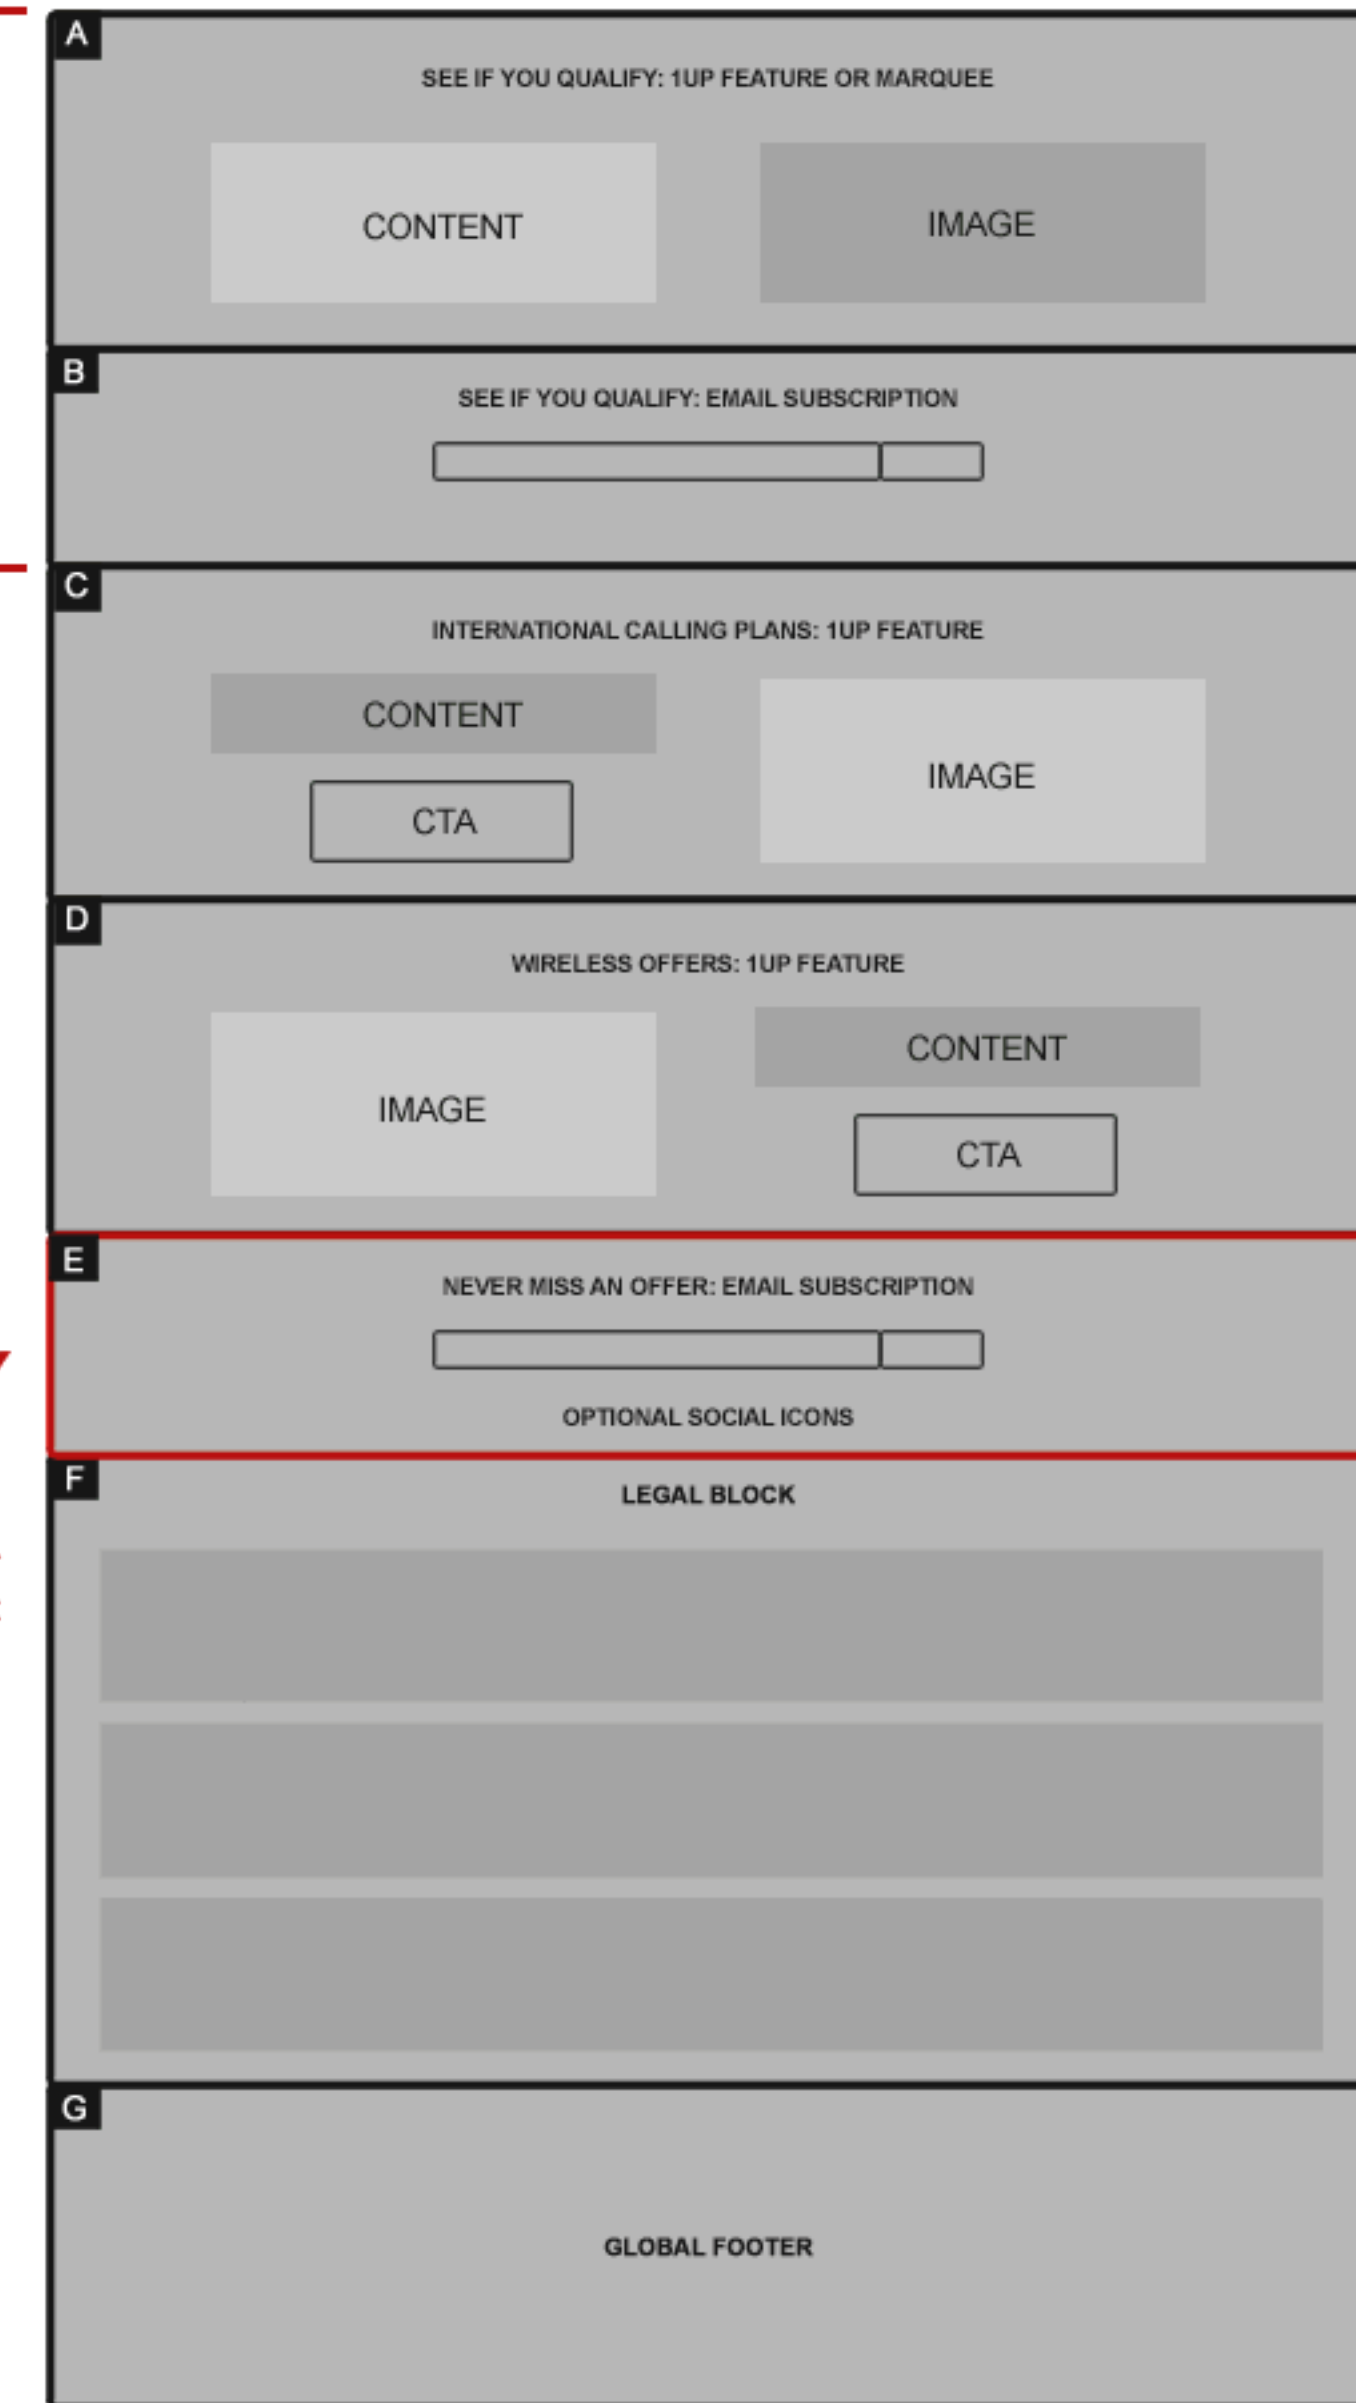 A
SEE IF YOU QUALIFY: 1UP FEATURE OR MARQUEE
CONTENT
IMAGE
B
SEE IF YOU QUALIFY: EMAIL SUBSCRIPTION
C
INTERNATIONAL CALLING PLANS: 1UP FEATURE
CONTENT
IMAGE
CTA
D
WIRELESS OFFERS: 1UP FEATURE
IMAGE
CONTENT
CTA
E
NEVER MISS AN OFFER: EMAIL SUBSCRIPTION
OPTIONAL SOCIAL ICONS
F
LEGAL BLOCK
G
GLOBAL FOOTER